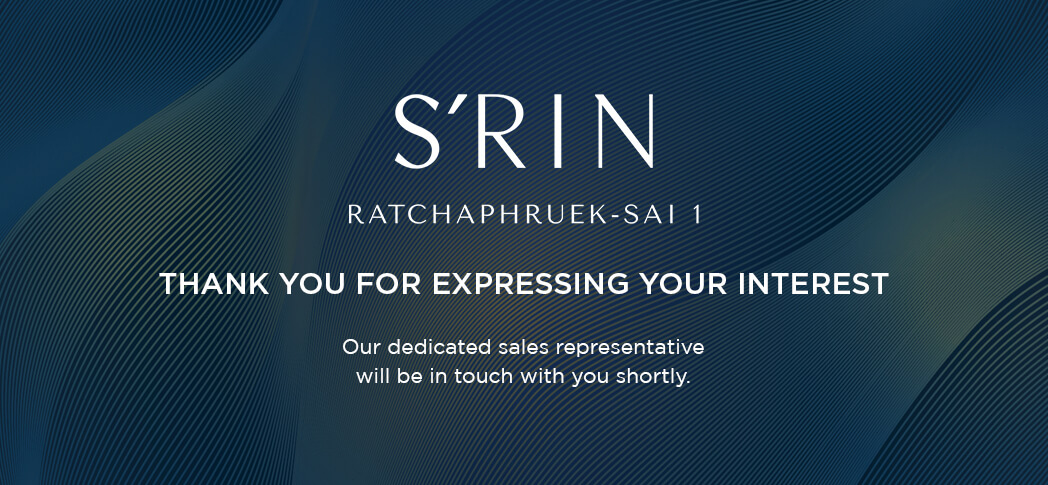 S'RIN
RATCHAPHRUEK-SAI 1
THANK YOU FOR EXPRESSING YOUR INTEREST
Our dedicated sales representative
will be in touch with you shortly.